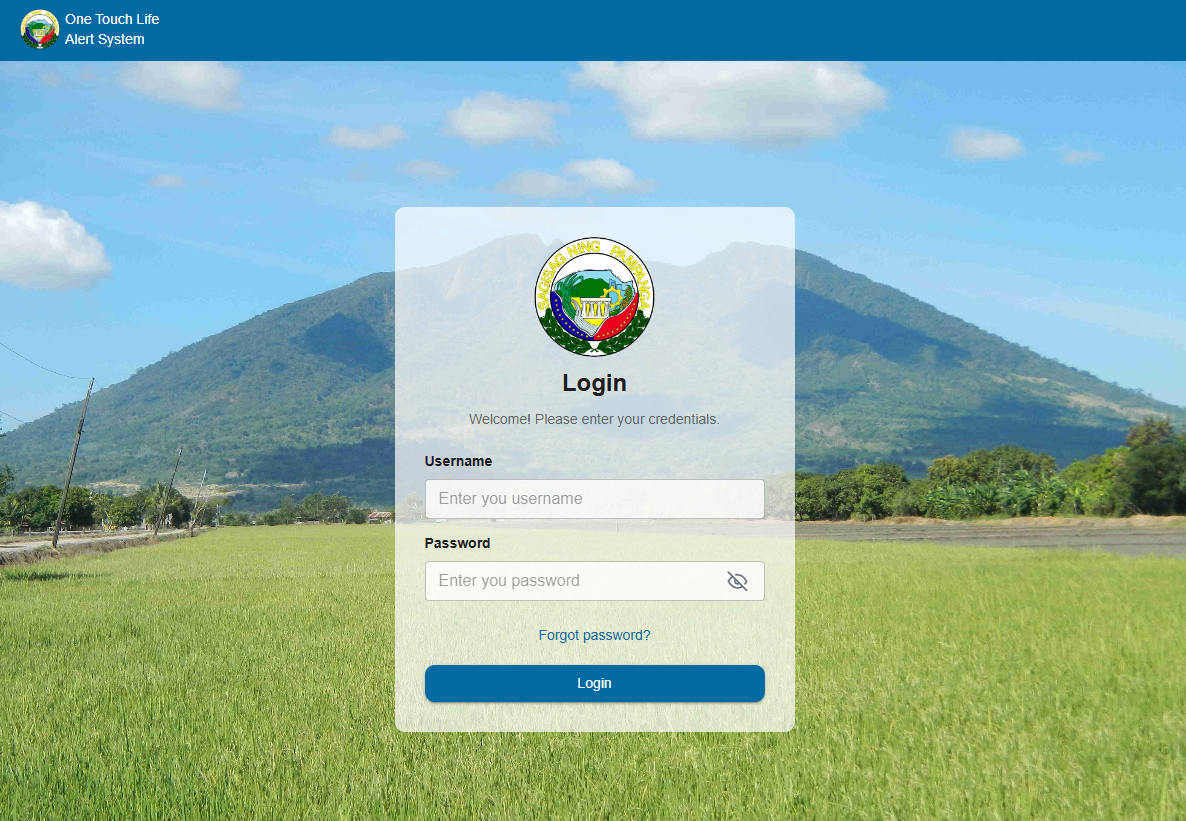 One Touch Life
Alert System
SAGISAG NING PAMPANGA
Login
Welcome! Please enter your credentials.
Username
Enter you username
Password
Enter you password
Forgot password?
Login